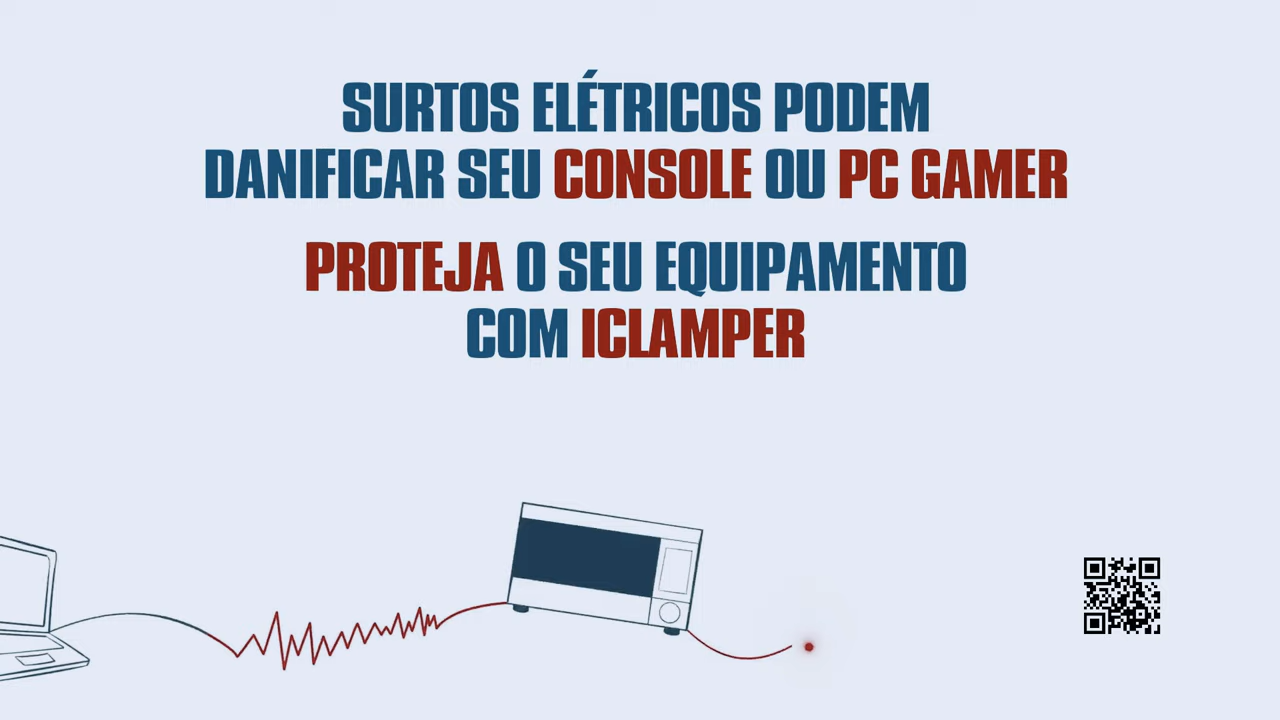 SURTOS ELÉTRICOS PODEM
DANIFICAR SEU CONSOLE OU PC GAMER
PROTEJA O SEU EQUIPAMENTO
COM ICLAMPER